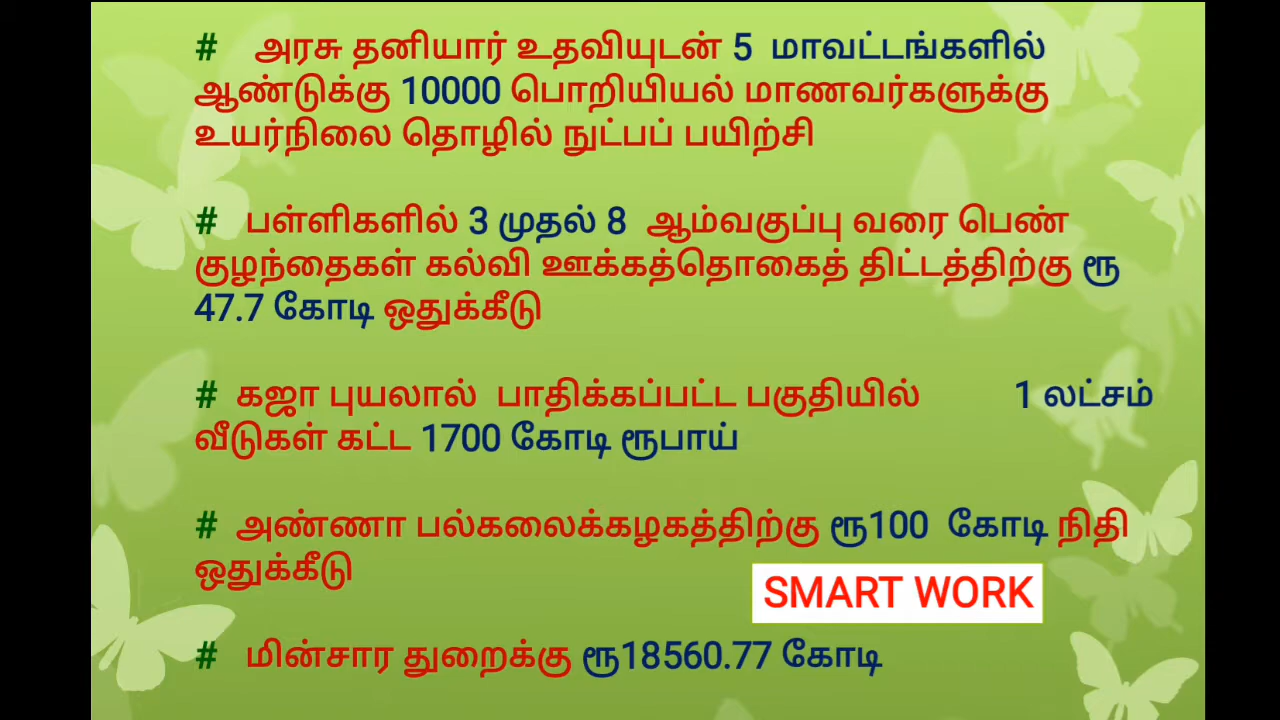 # அரசு தனியார் உதவியுடன் 5 மாவட்டங்களில்
ஆண்டுக்கு 10000 பொறியியல் மாணவர்களுக்கு
உயர்நிலை தொழில் நுட்பப் பயிற்சி
# பள்ளிகளில் 3 முதல் 8 ஆம்வகுப்பு வரை பெண்
குழந்தைகள் கல்வி ஊக்கத்தொகைத் திட்டத்திற்கு ரூ
47.7 கோடி ஒதுக்கீடு
# கஜா புயலால் பாதிக்கப்பட்ட பகுதியில் 1 லட்சம்
வீடுகள் கட்ட 1700 கோடி ரூபாய்
# அண்ணா பல்கலைக்கழகத்திற்கு ரூ100 கோடி நிதி
ஒதுக்கீடு
SMART WORK
# மின்சார துறைக்கு ரூ18560.77 கோடி